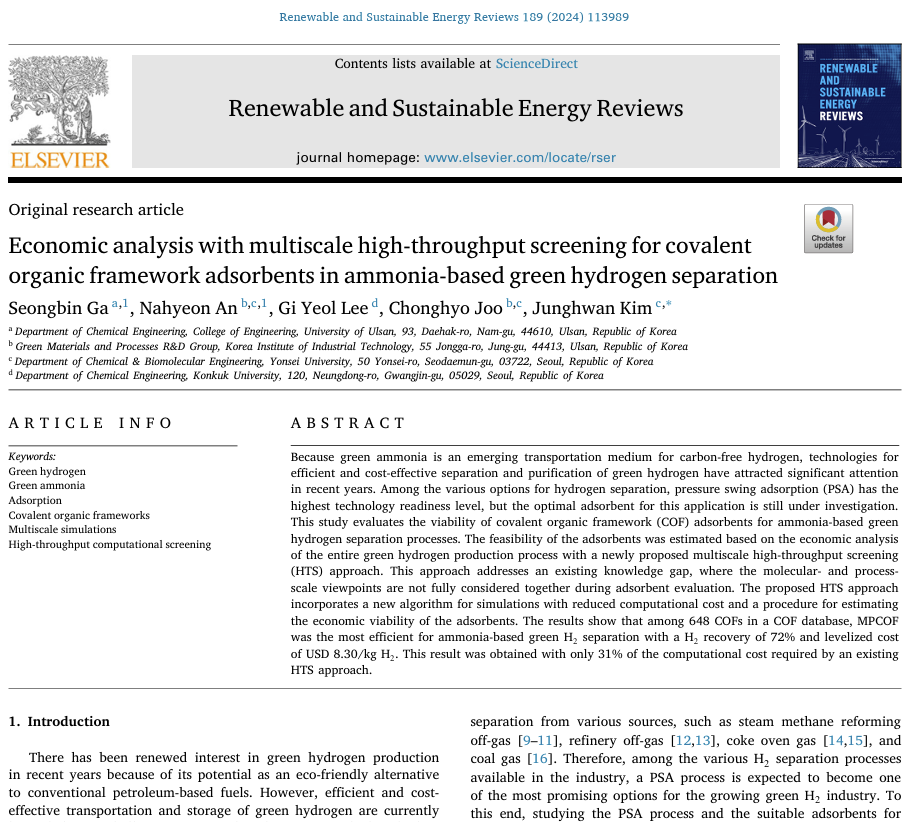 Renewable and Sustainable Energy Reviews 189 (2024) 113989
Contents lists available at ScienceDirect
Renewable and Sustainable Energy Reviews
journal homepage: www.elsevier.com/locate/rser
ELSEVIER
RENEWABLE
AND
SUSTAINABLE
ENERGY
REVIEWS
Original research article
Check for
updates
Economic analysis with multiscale high-throughput screening for covalent
organic framework adsorbents in ammonia-based green hydrogen separation
Seongbin Ga a,1, Nahyeon An b,c,1, Gi Yeol Lee d, Chonghyo Joo b,c, Junghwan Kim c,*
a Department of Chemical Engineering, College of Engineering, University of Ulsan, 93, Daehak-ro, Nam-gu, 44610, Ulsan, Republic of Korea
b Green Materials and Processes R&D Group, Korea Institute of Industrial Technology, 55 Jongga-ro, Jung-gu, 44413, Ulsan, Republic of Korea
c Department of Chemical & Biomolecular Engineering, Yonsei University, 50 Yonsei-ro, Seodaemun-gu, 03722, Seoul, Republic of Korea
d Department of Chemical Engineering, Konkuk University, 120, Neungdong-ro, Gwangjin-gu, 05029, Seoul, Republic of Korea
ARTICLE INFO
Keywords:
Green hydrogen
Green ammonia
Adsorption
Covalent organic frameworks
Multiscale simulations
High-throughput computational screening
ABSTRACT
Because green ammonia is an emerging transportation medium for carbon-free hydrogen, technologies for
efficient and cost-effective separation and purification of green hydrogen have attracted significant attention
in recent years. Among the various options for hydrogen separation, pressure swing adsorption (PSA) has the
highest technology readiness level, but the optimal adsorbent for this application is still under investigation.
This study evaluates the viability of covalent organic framework (COF) adsorbents for ammonia-based green
hydrogen separation processes. The feasibility of the adsorbents was estimated based on the economic analysis
of the entire green hydrogen production process with a newly proposed multiscale high-throughput screening
(HTS) approach. This approach addresses an existing knowledge gap, where the molecular- and process-
scale viewpoints are not fully considered together during adsorbent evaluation. The proposed HTS approach
incorporates a new algorithm for simulations with reduced computational cost and a procedure for estimating
the economic viability of the adsorbents. The results show that among 648 COFs in a COF database, MPCOF
was the most efficient for ammonia-based green H₂ separation with a H₂ recovery of 72% and levelized cost
of USD 8.30/kg H₂. This result was obtained with only 31% of the computational cost required by an existing
HTS approach.
1. Introduction
There has been renewed interest in green hydrogen production
in recent years because of its potential as an eco-friendly alternative
to conventional petroleum-based fuels. However, efficient and cost-
effective transportation and storage of green hydrogen are currently
separation from various sources, such as steam methane reforming
off-gas [9–11], refinery off-gas [12,13], coke oven gas [14,15], and
coal gas [16]. Therefore, among the various H₂ separation processes
available in the industry, a PSA process is expected to become one
of the most promising options for the growing green H₂ industry. To
this end, studying the PSA process and the suitable adsorbents for